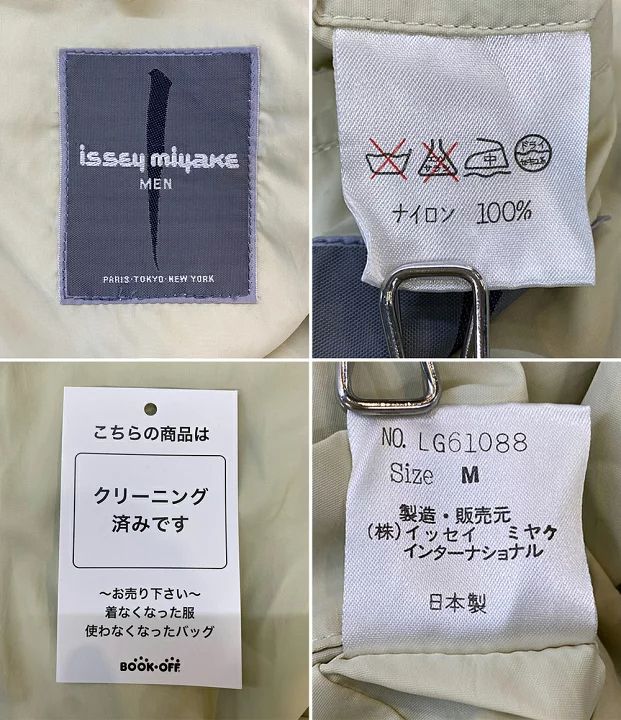 issey miyake
MEN
PARIS·TOKYO·NEW YORK
中 ドライ
ナイロン 100%
こちらの商品は
クリーニング
済みです
〜お売り下さい〜
着なくなった服
使わなくなったバッグ
BOOK·OFF
NO. LG61088
Size M
製造・販売元
(株)イッセイ ミヤケ
インターナショナル
日本製